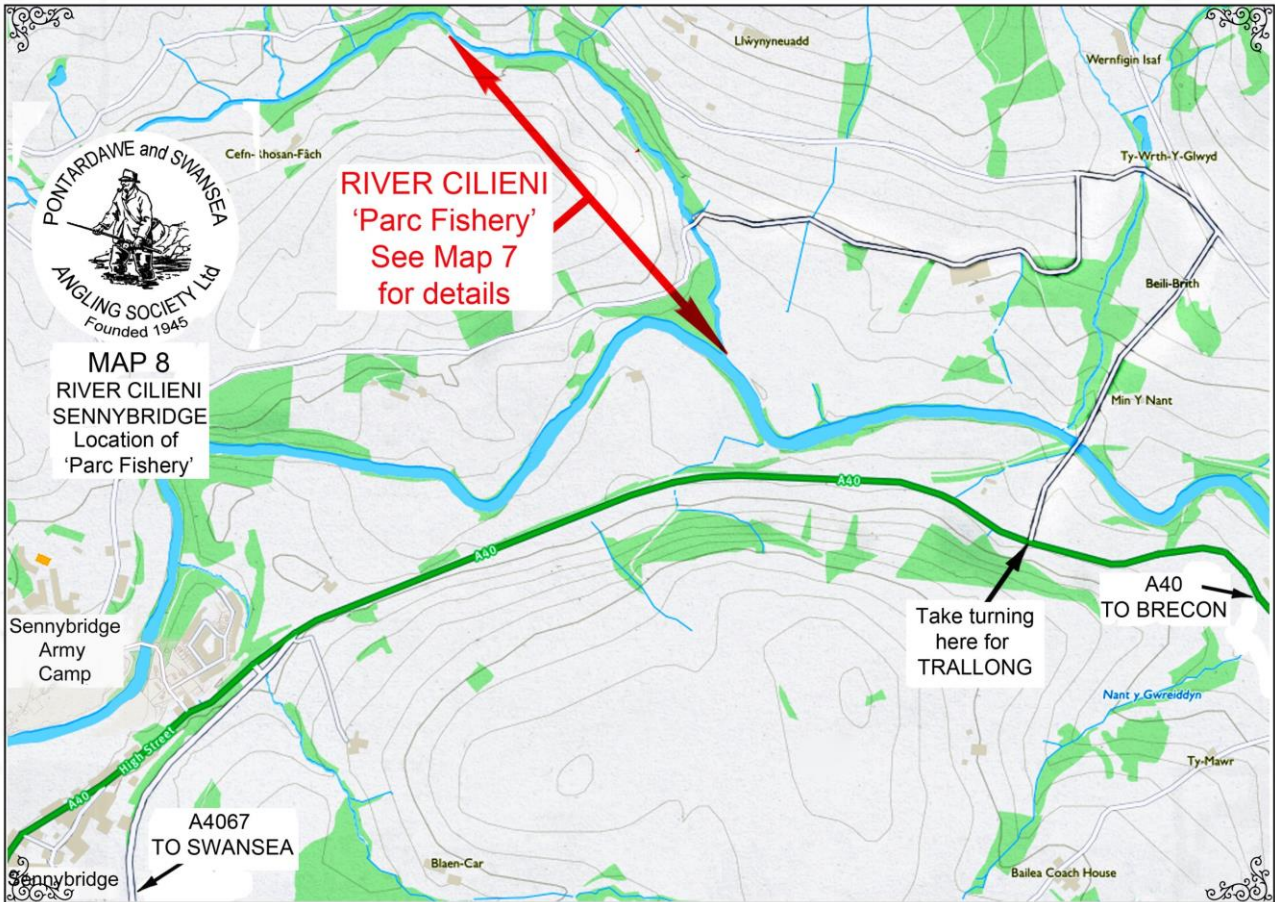 Llŵynyneuadd
Wernfigin Isaf
Cefn-Rhosan-Fâch
Ty-Wrth-Y-Glwyd
PONTARDAWE and SWANSEA
ANGLING SOCIETY Ltd
Founded 1945
RIVER CILIENI
‘Parc Fishery’
See Map 7
for details
Beili-Brith
MAP 8
RIVER CILIENI
SENNYBRIDGE
Location of
‘Parc Fishery’
Min Y Nant
A40
A40
Sennybridge
Army
Camp
Take turning
here for
TRALLONG
A40
TO BRECON
Nant y Gwreiddyn
High Street
A40
Ty-Mawr
A4067
TO SWANSEA
Blaen-Car
Bailea Coach House
Sennybridge